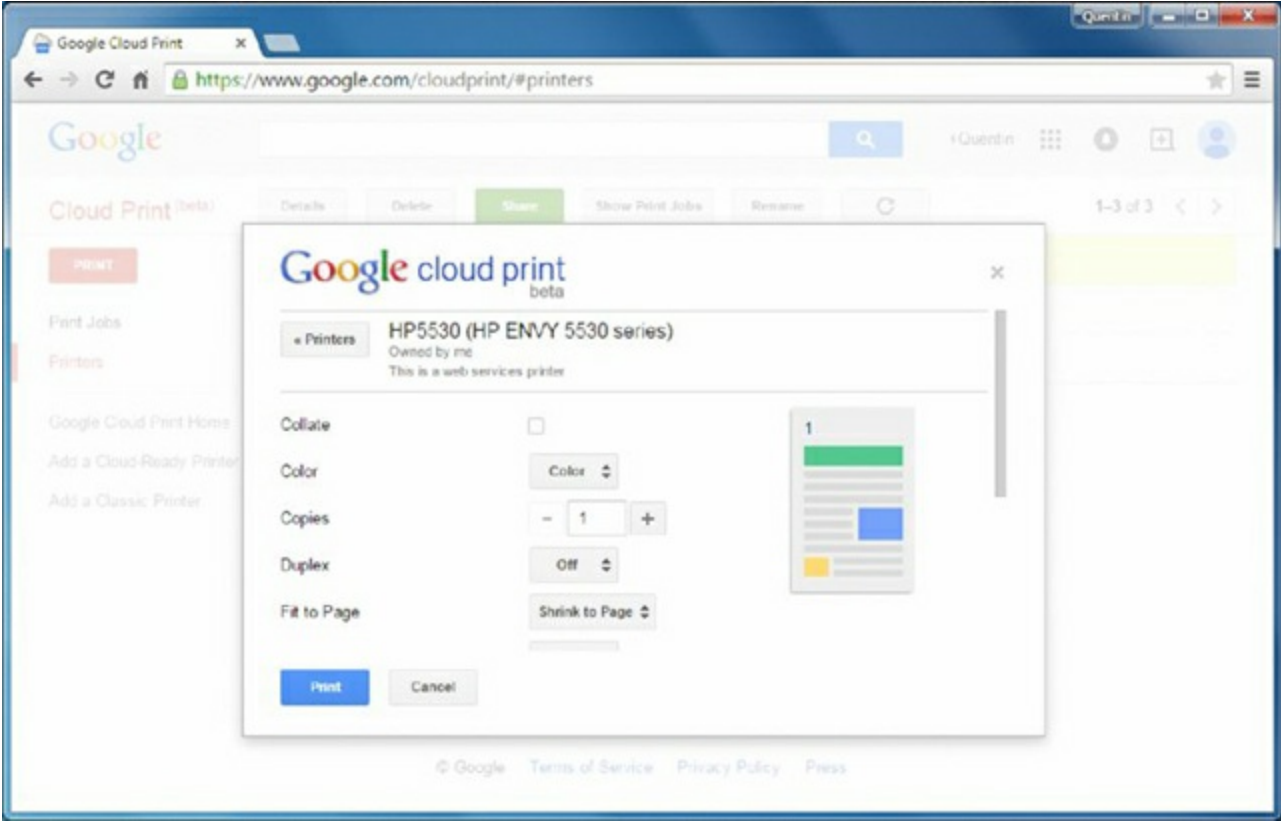 Quentin
Google Cloud Print
https://www.google.com/cloudprint/#printers
Google
+Quentin
Cloud Print (beta)
Details
Delete
Share
Show Print Jobs
Rename
1–3 of 3
PRINT
Print Jobs
Printers
Google Cloud Print Home
Add a Cloud Ready Printer
Add a Classic Printer
Google cloud print
beta
« Printers
HP5530 (HP ENVY 5530 series)
Owned by me
This is a web services printer
Collate
Color
Color
Copies
- 1 +
Duplex
Off
Fit to Page
Shrink to Page
1
Print
Cancel
© Google Terms of Service Privacy Policy Press